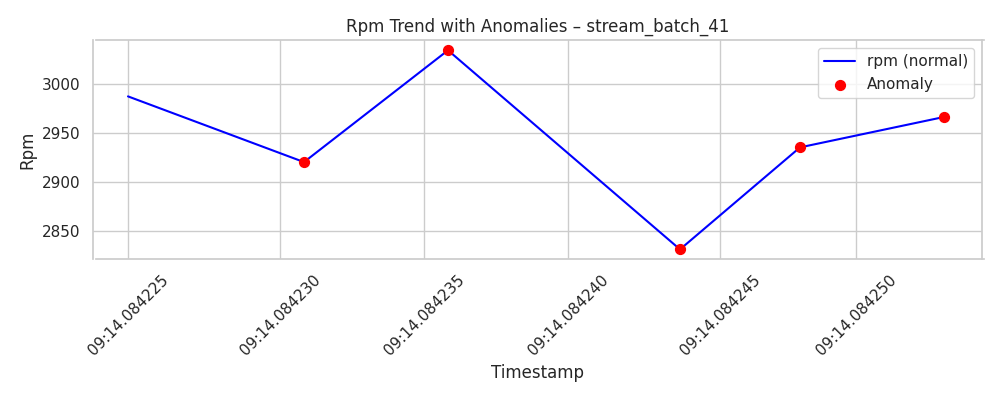 Rpm Trend with Anomalies – stream_batch_41
rpm (normal)
Anomaly
Rpm
3000
2950
2900
2850
09:14.084225
09:14.084230
09:14.084235
09:14.084240
09:14.084245
09:14.084250
Timestamp